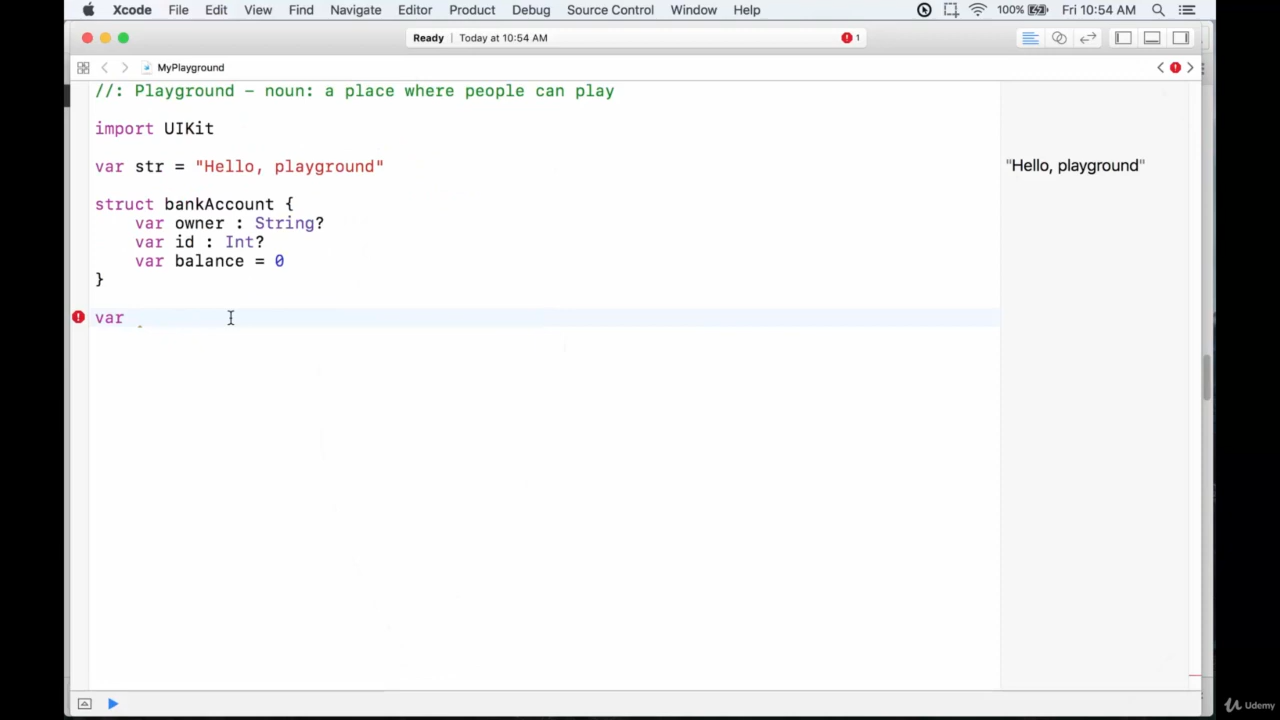 Xcode File Edit View Find Navigate Editor Product Debug Source Control Window Help 100% Fri 10:54 AM
Ready Today at 10:54 AM 1
MyPlayground
//: Playground – noun: a place where people can play
import UIKit
var str = "Hello, playground"
"Hello, playground"
struct bankAccount {
var owner : String?
var id : Int?
var balance = 0
}
var
Udemy